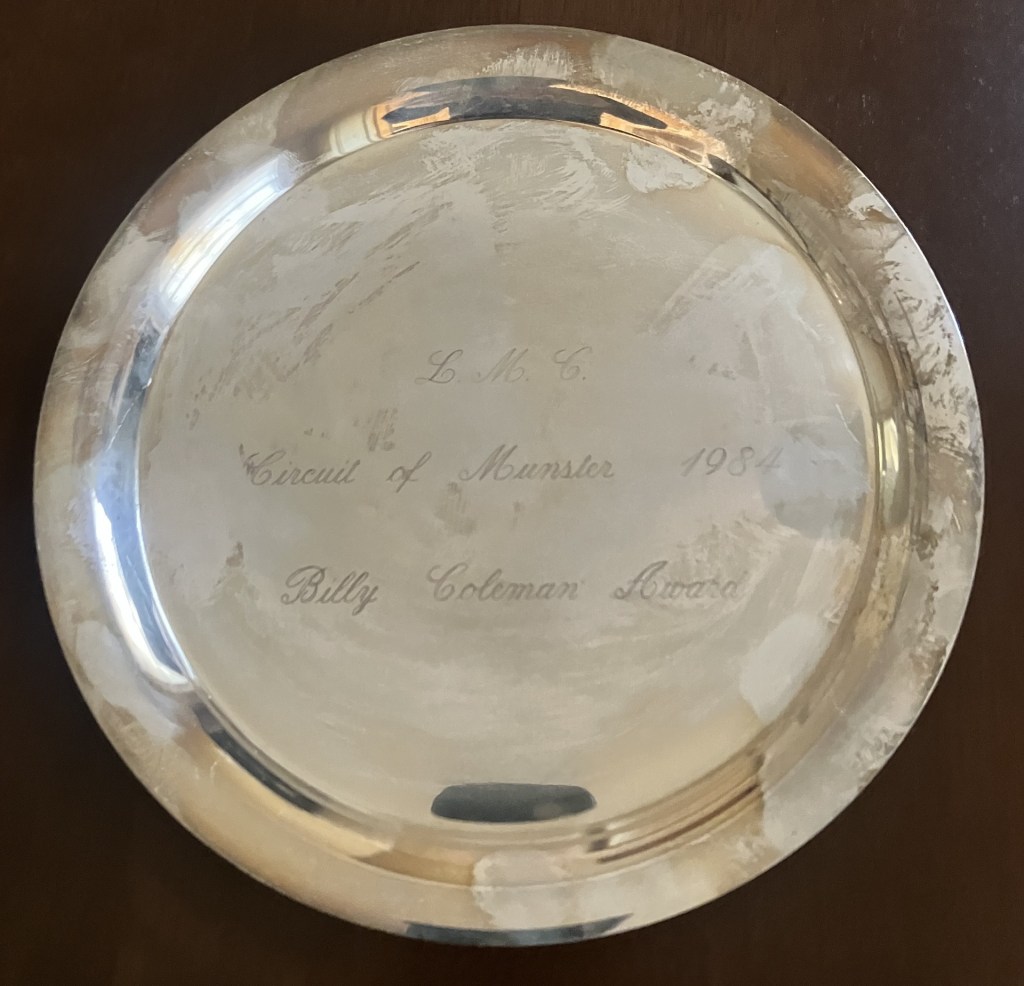 L M. C.
Circuit of Munster 1984
Billy Coleman Award